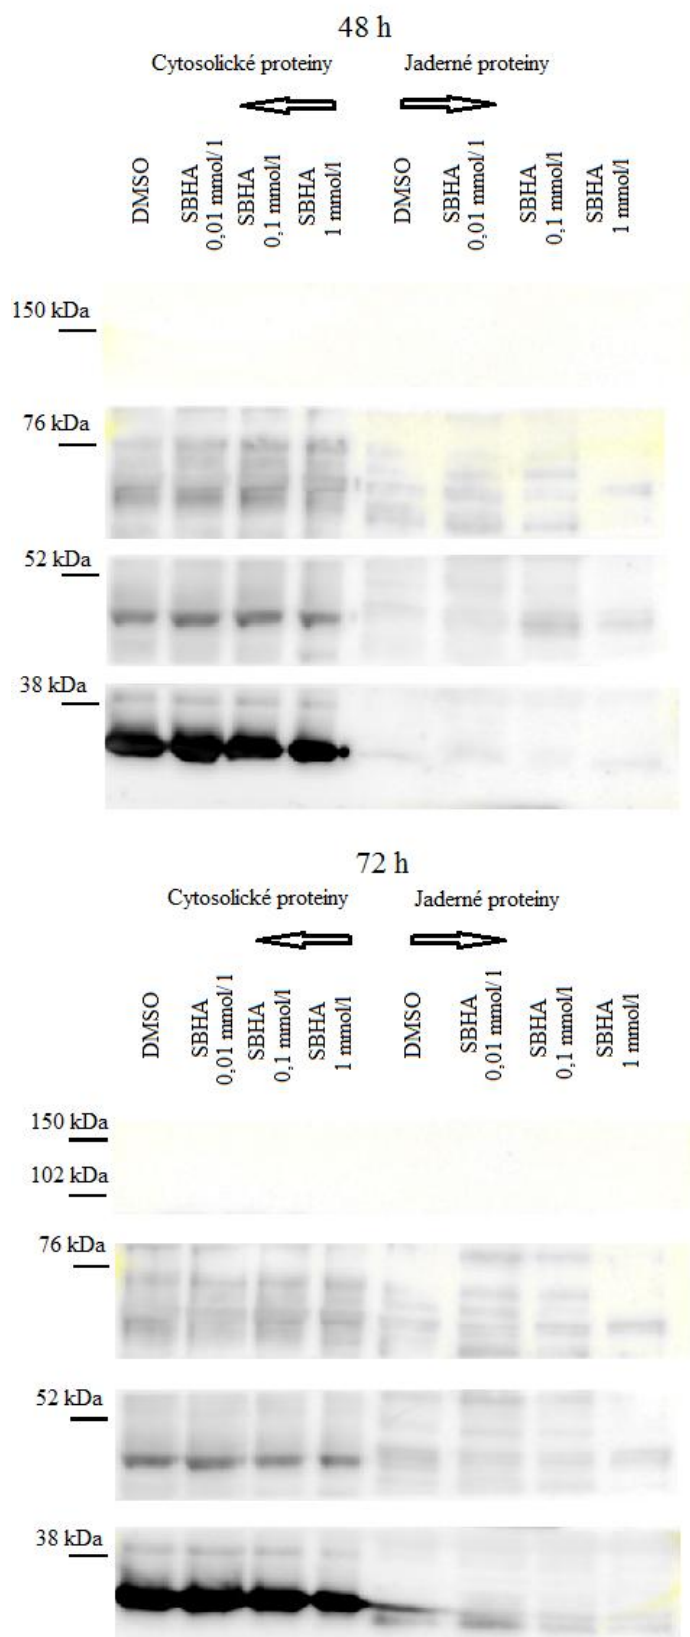 48 h
Cytosolické proteiny
Jaderné proteiny
DMSO
SBHA
0,01 mmol/ 1
SBHA
0,1 mmol/1
SBHA
1 mmol/l
DMSO
SBHA
0,01 mmol/ 1
SBHA
0,1 mmol/1
SBHA
1 mmol/l
150 kDa
76 kDa
52 kDa
38 kDa
72 h
Cytosolické proteiny
Jaderné proteiny
DMSO
SBHA
0,01 mmol/ 1
SBHA
0,1 mmol/1
SBHA
1 mmol/l
DMSO
SBHA
0,01 mmol/ 1
SBHA
0,1 mmol/1
SBHA
1 mmol/l
150 kDa
102 kDa
76 kDa
52 kDa
38 kDa